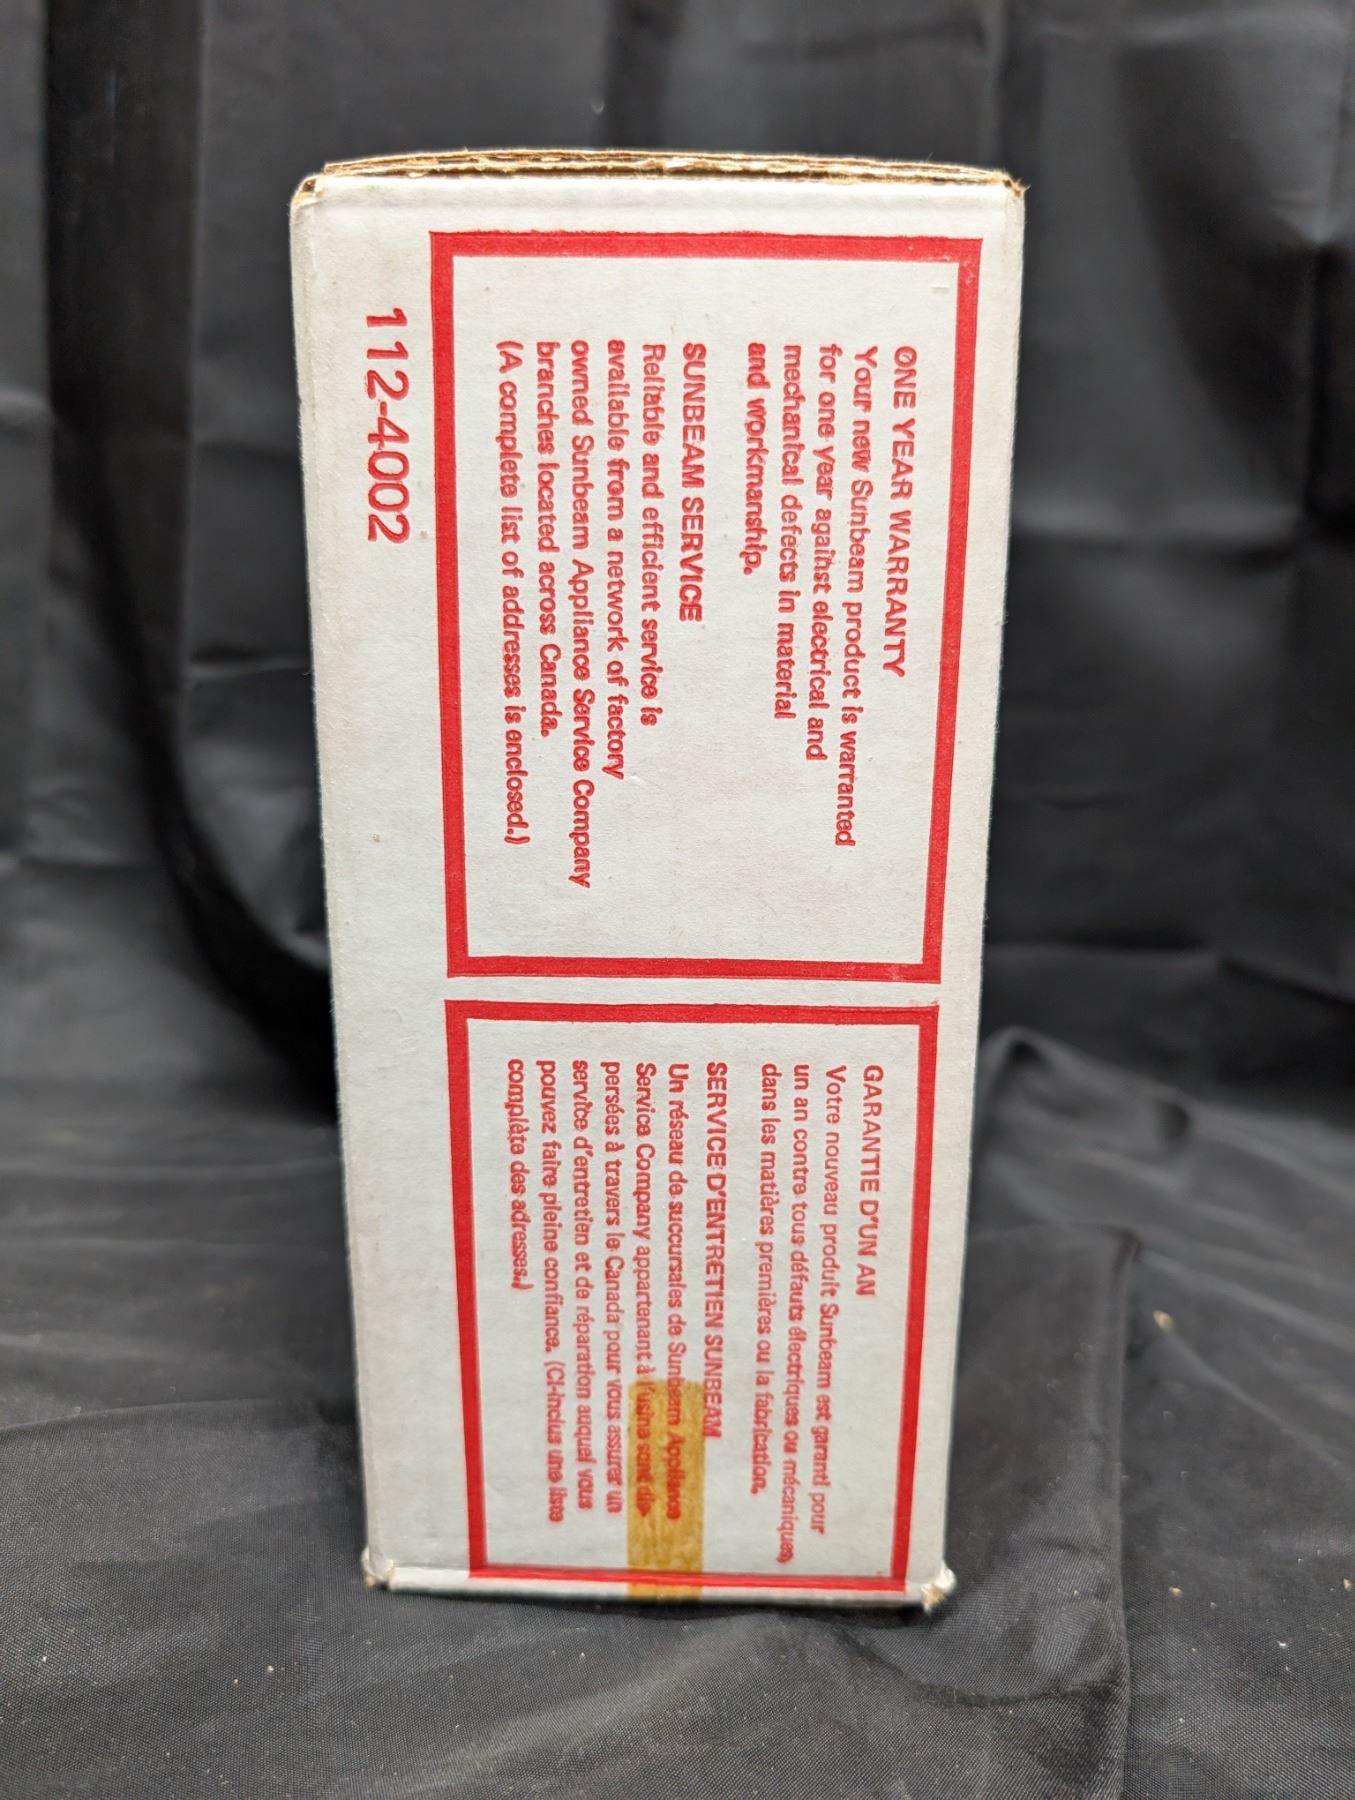 ONE YEAR WARRANTY
Your new Sunbeam product is warranted
for one year against electrical and
mechanical defects in material
and workmanship.
SUNBEAM SERVICE
Reliable and efficient service is
available from a network of factory
owned Sunbeam Appliance Service Company
branches located across Canada.
(A complete list of addresses is enclosed.)
112-4002
GARANTIE D'UN AN
Votre nouveau produit Sunbeam est garanti pour
un an contre tous défauts électriques ou mécaniques,
dans les matières premières ou la fabrication.
SERVICE D'ENTRETIEN SUNBEAM
Un réseau de succursales de Sunbeam Appliance
Service Company appartenant à l'usine sont dis-
persées à travers le Canada pour vous assurer un
service d'entretien et de réparation auquel vous
pouvez faire pleine confiance. (Ci-inclus une liste
complète des adresses.)